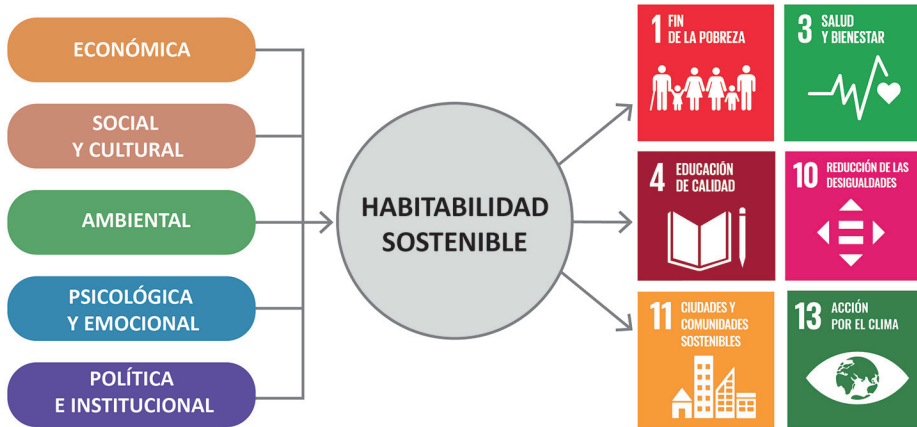 ECONÓMICA
SOCIAL
Y CULTURAL
AMBIENTAL
PSICOLÓGICA
Y EMOCIONAL
POLÍTICA
E INSTITUCIONAL
HABITABILIDAD
SOSTENIBLE
1 FIN
DE LA POBREZA
3 SALUD
Y BIENESTAR
4 EDUCACIÓN
DE CALIDAD
10 REDUCCIÓN DE LAS
DESIGUALDADES
11 CIUDADES Y
COMUNIDADES
SOSTENIBLES
13 ACCIÓN
POR EL CLIMA